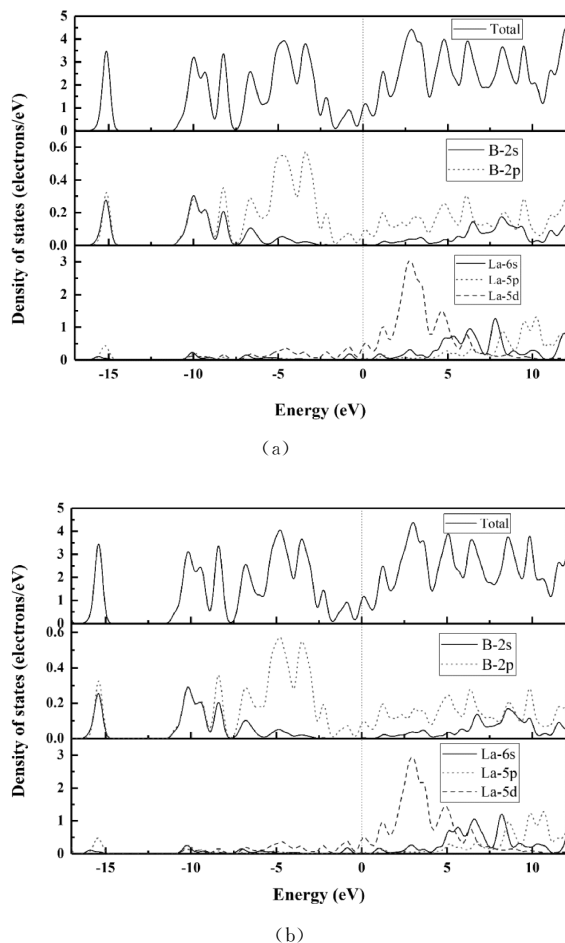 5
4
3
2
1
0
Total
Density of states (electrons/eV)
0.6
0.4
0.2
0.0
B-2s
B-2p
3
2
1
0
La-6s
La-5p
La-5d
-15 -10 -5 0 5 10
Energy (eV)
(a)
5
4
3
2
1
0
Total
Density of states (electrons/eV)
0.6
0.4
0.2
0.0
B-2s
B-2p
3
2
1
0
La-6s
La-5p
La-5d
-15 -10 -5 0 5 10
Energy (eV)
(b)